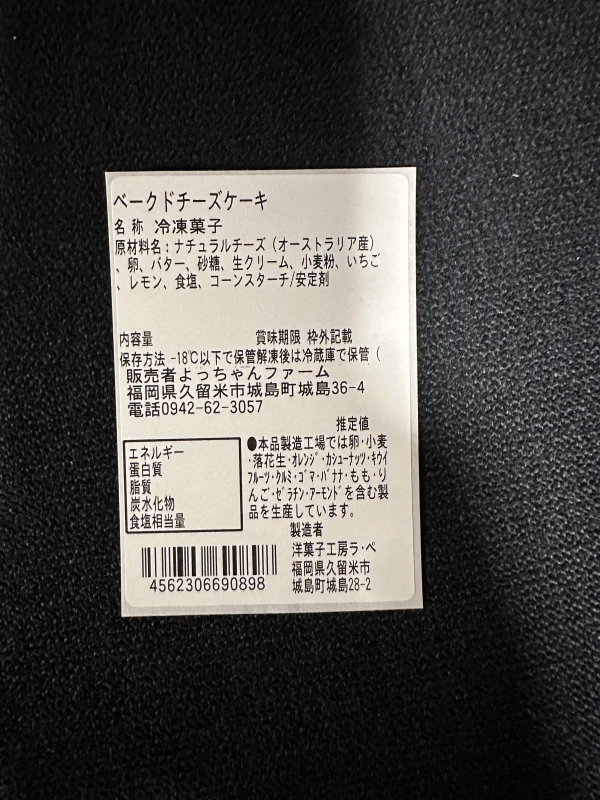 ベークドチーズケーキ
名 称 冷凍菓子
原材料名：ナチュラルチーズ（オーストラリア産）
、卵、バター、砂糖、生クリーム、小麦粉、いちご
、レモン、食塩、コーンスターチ/安定剤
内容量 賞味期限 枠外記載
保存方法 -18℃以下で保管解凍後は冷蔵庫で保管（
販売者よっちゃんファーム
福岡県久留米市城島町城島36-4
電話0942-62-3057
推定値
エネルギー
蛋白質
脂質
炭水化物
食塩相当量
●本品製造工場では卵・小麦
・落花生・オレンジ・カシューナッツ・キウイ
フルーツ・クルミ・ゴマ・バナナ・もも・り
んご・ゼラチン・アーモンドを含む製
品を生産しています。
製造者
洋菓子工房ラ・ペ
福岡県久留米市
城島町城島28-2
4562306690898